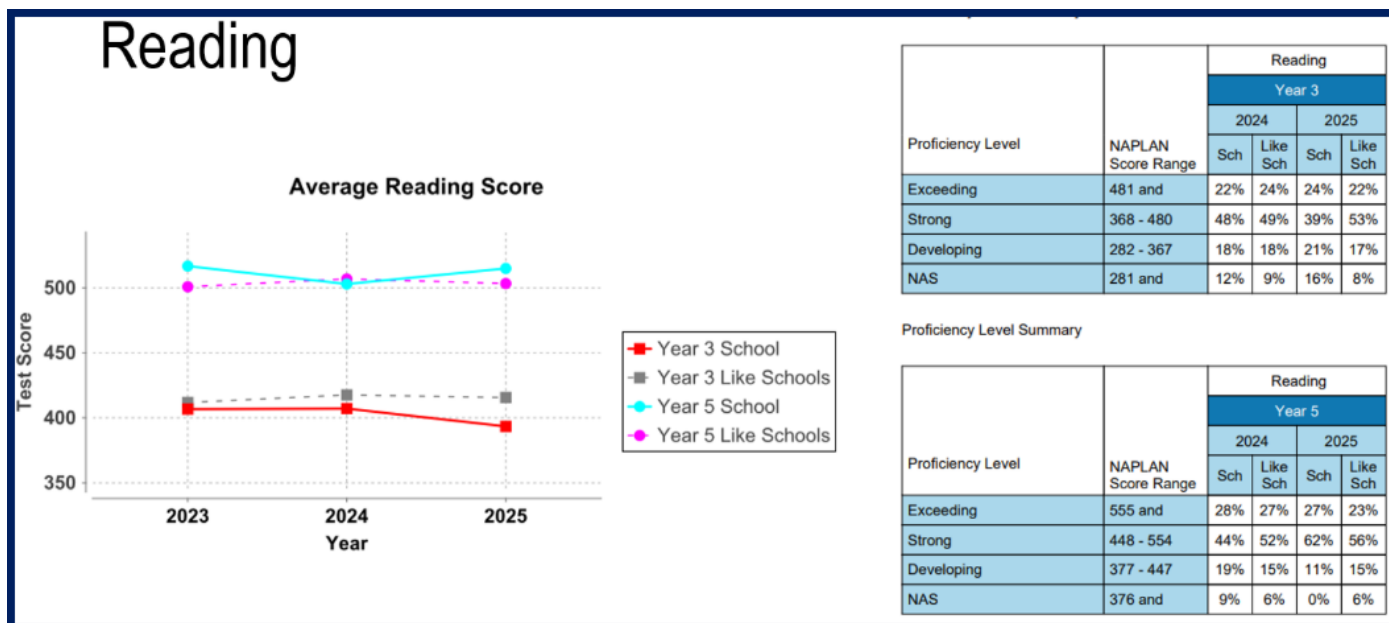 Reading
Average Reading Score
500
450
400
350
Test Score
2023 2024 2025
Year
Year 3 School
Year 3 Like Schools
Year 5 School
Year 5 Like Schools
Reading
Year 3
2024 2025
Proficiency Level NAPLAN Score Range Sch Like Sch Sch Like Sch
Exceeding 481 and 22% 24% 24% 22%
Strong 368 - 480 48% 49% 39% 53%
Developing 282 - 367 18% 18% 21% 17%
NAS 281 and 12% 9% 16% 8%
Proficiency Level Summary
Reading
Year 5
2024 2025
Proficiency Level NAPLAN Score Range Sch Like Sch Sch Like Sch
Exceeding 555 and 28% 27% 27% 23%
Strong 448 - 554 44% 52% 62% 56%
Developing 377 - 447 19% 15% 11% 15%
NAS 376 and 9% 6% 0% 6%